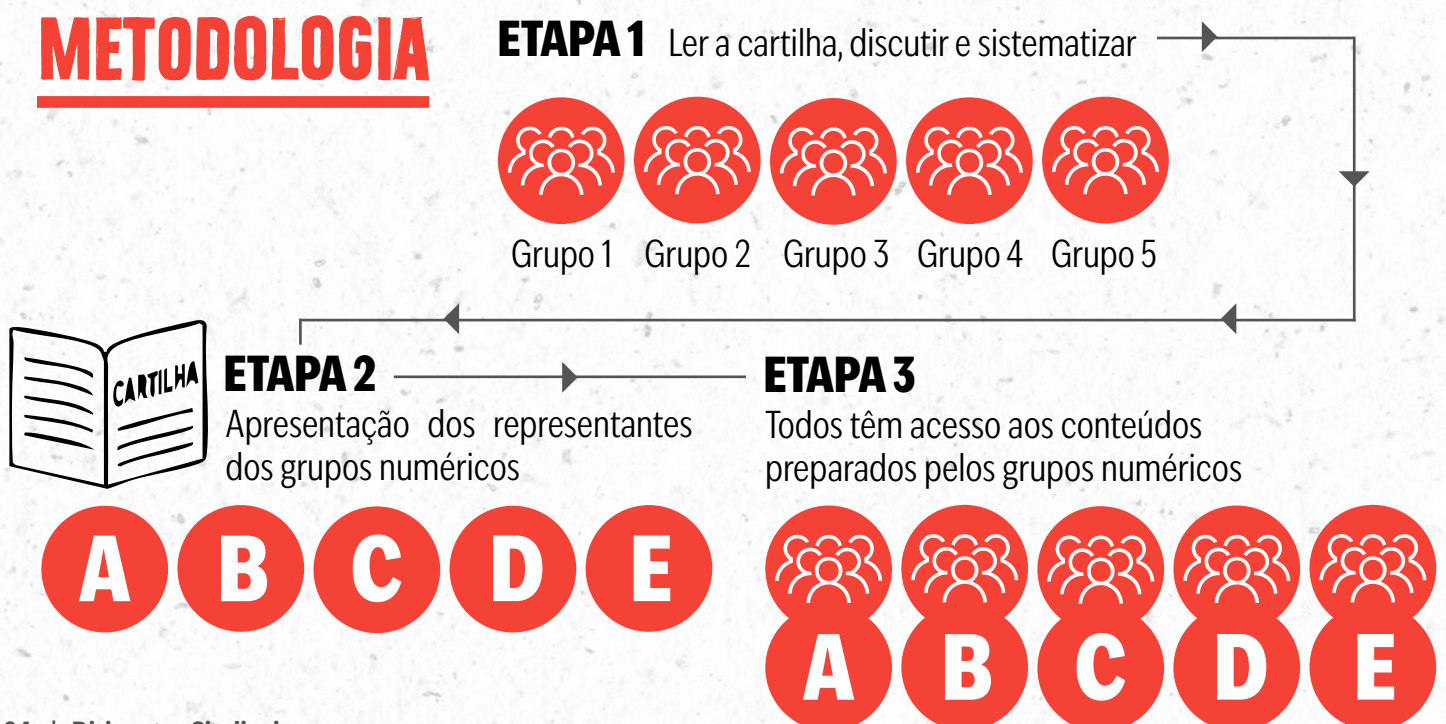 METODOLOGIA
ETAPA 1 Ler a cartilha, discutir e sistematizar
Grupo 1 Grupo 2 Grupo 3 Grupo 4 Grupo 5
CARTILHA
ETAPA 2
Apresentação dos representantes
dos grupos numéricos
A B C D E
ETAPA 3
Todos têm acesso aos conteúdos
preparados pelos grupos numéricos
A B C D E